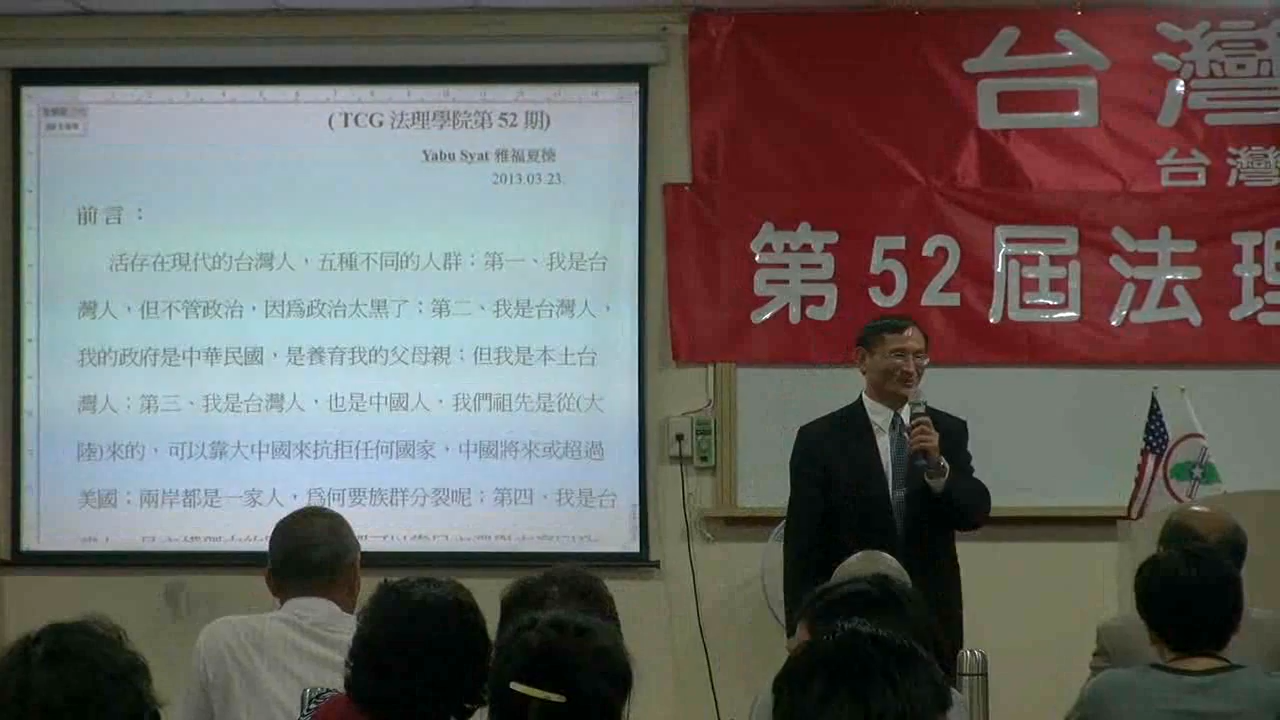 (TCG 法理學院第 52 期)
Yabu Syat 雅福夏德
2013.03.23.
前言：
活存在現代的台灣人，五種不同的人群：第一、我是台
灣人，但不管政治，因爲政治太黑了；第二、我是台灣人，
我的政府是中華民國，是養育我的父母親；但我是本土台
灣人；第三、我是台灣人，也是中國人，我們祖先是從(大
陸)來的，可以靠大中國來抗拒任何國家，中國將來或超過
美國；兩岸都是一家人，爲何要族群分裂呢；第四、我是台
台灣
台灣
第52屆法理